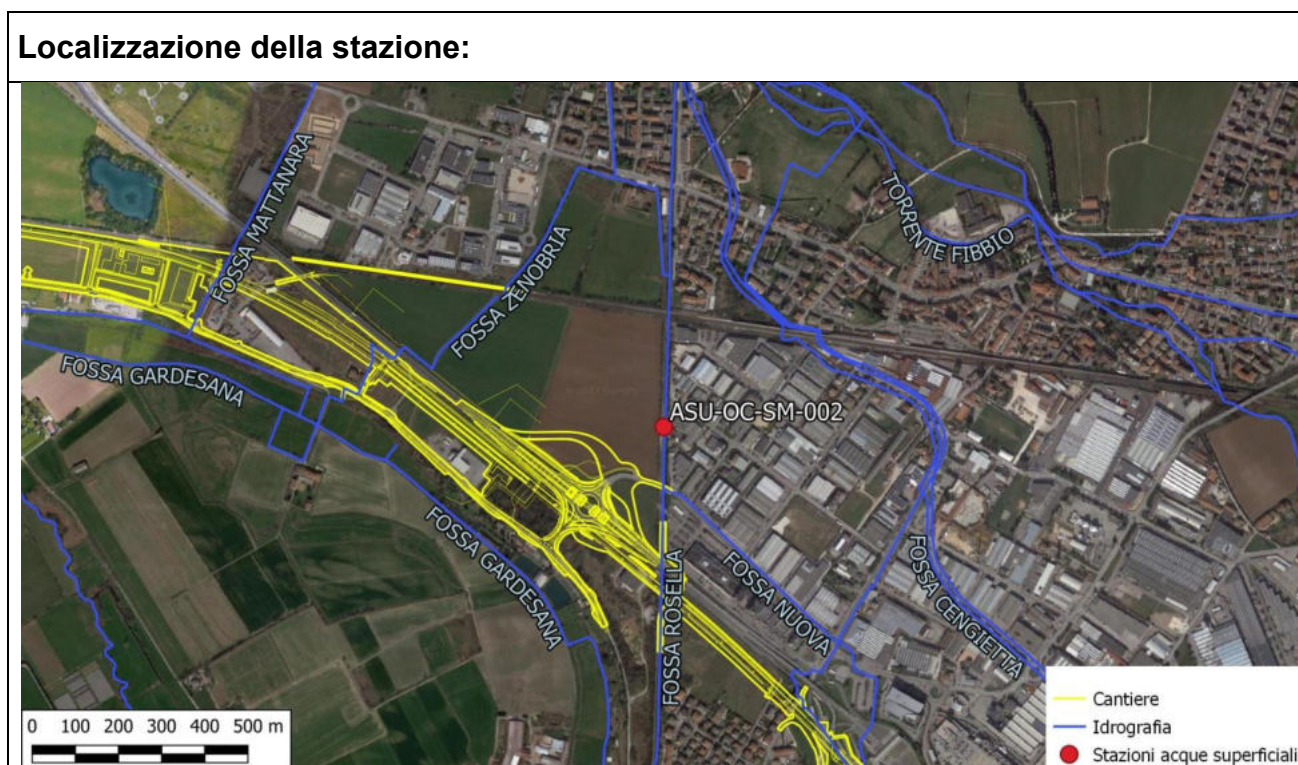 Localizzazione della stazione:
FOSSA MATTANARA
FOSSA ZENOBRIA
TORRENTE FIBBIO
FOSSA GARDESANA
ASU-OC-SM-002
FOSSA GARDESANA
FOSSA ROSELLA
FOSSA NUOVA
FOSSA CENGIETTA
0 100 200 300 400 500 m
Cantiere
Idrografia
Stazioni acque superficiali